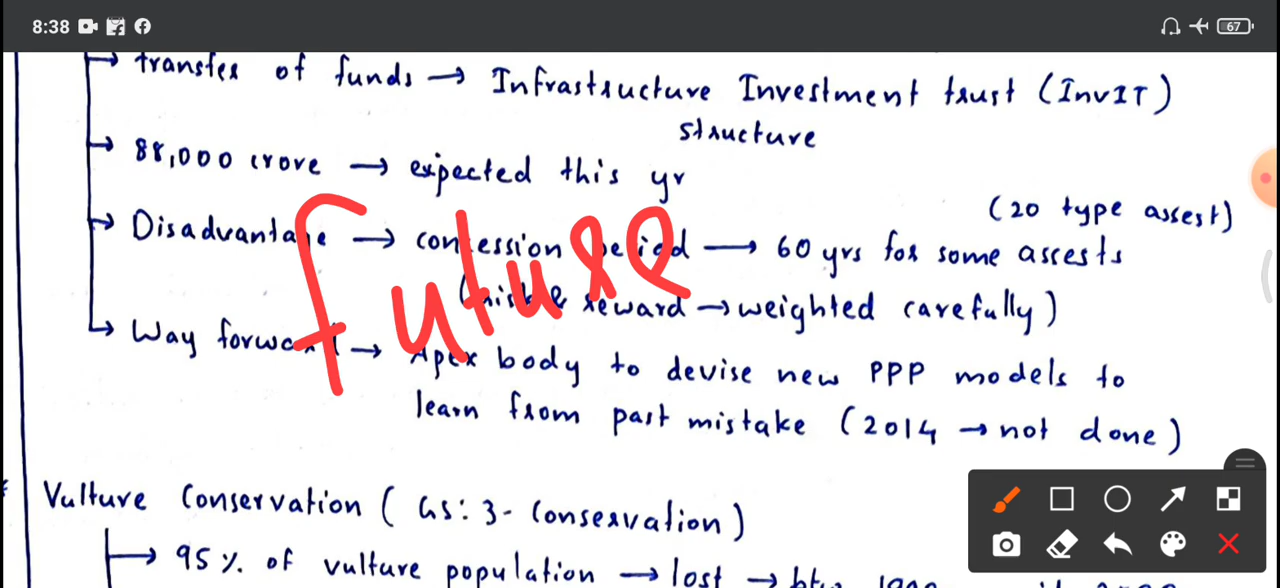 8:38
67
transfer of funds → Infrastructure Investment trust (InvIT)
structure
88,000 crore → expected this yr
(20 type assest)
Disadvantage → concession period → 60 yrs for some assests
reward → weighted carefully)
future
Way forward → Apex body to devise new PPP models to
learn from past mistake (2014 → not done)
Vulture Conservation ( GS: 3 - Conservation)
95 % of vulture population → lost →